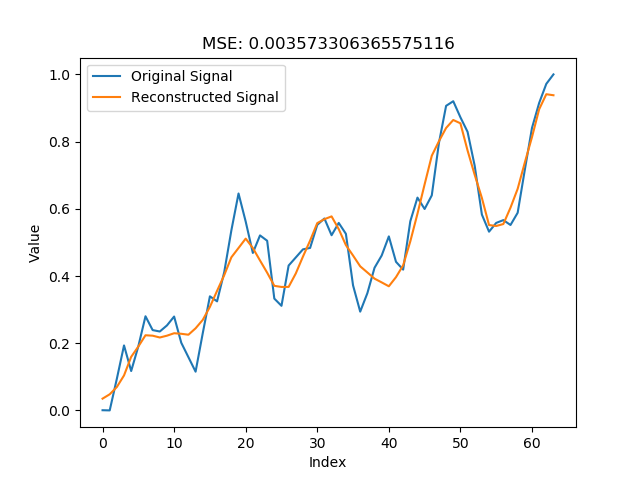 MSE: 0.003573306365575116
Original Signal
Reconstructed Signal
1.0
0.8
0.6
0.4
0.2
0.0
Value
0 10 20 30 40 50 60
Index